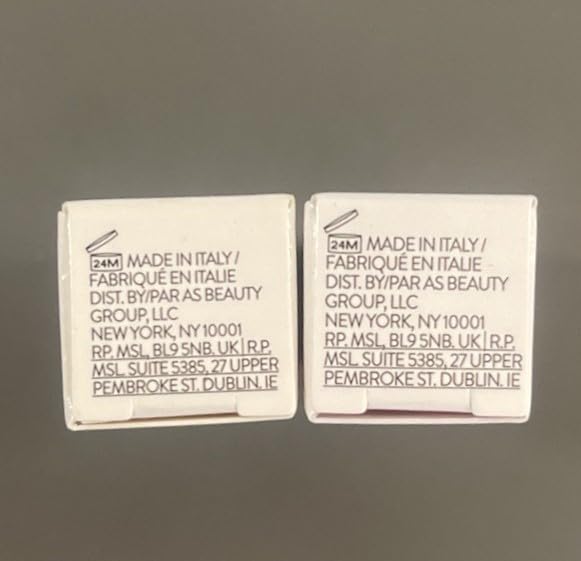 24M MADE IN ITALY /
FABRIQUÉ EN ITALIE
DIST. BY/PAR AS BEAUTY
GROUP, LLC
NEW YORK, NY 10001
RP. MSL, BL9 5NB. UK|R.P.
MSL. SUITE 5385, 27 UPPER
PEMBROKE ST. DUBLIN. IE
24M MADE IN ITALY /
FABRIQUÉ EN ITALIE
DIST. BY/PAR AS BEAUTY
GROUP, LLC
NEW YORK, NY 10001
RP. MSL, BL9 5NB. UK|R.P.
MSL. SUITE 5385, 27 UPPER
PEMBROKE ST. DUBLIN. IE